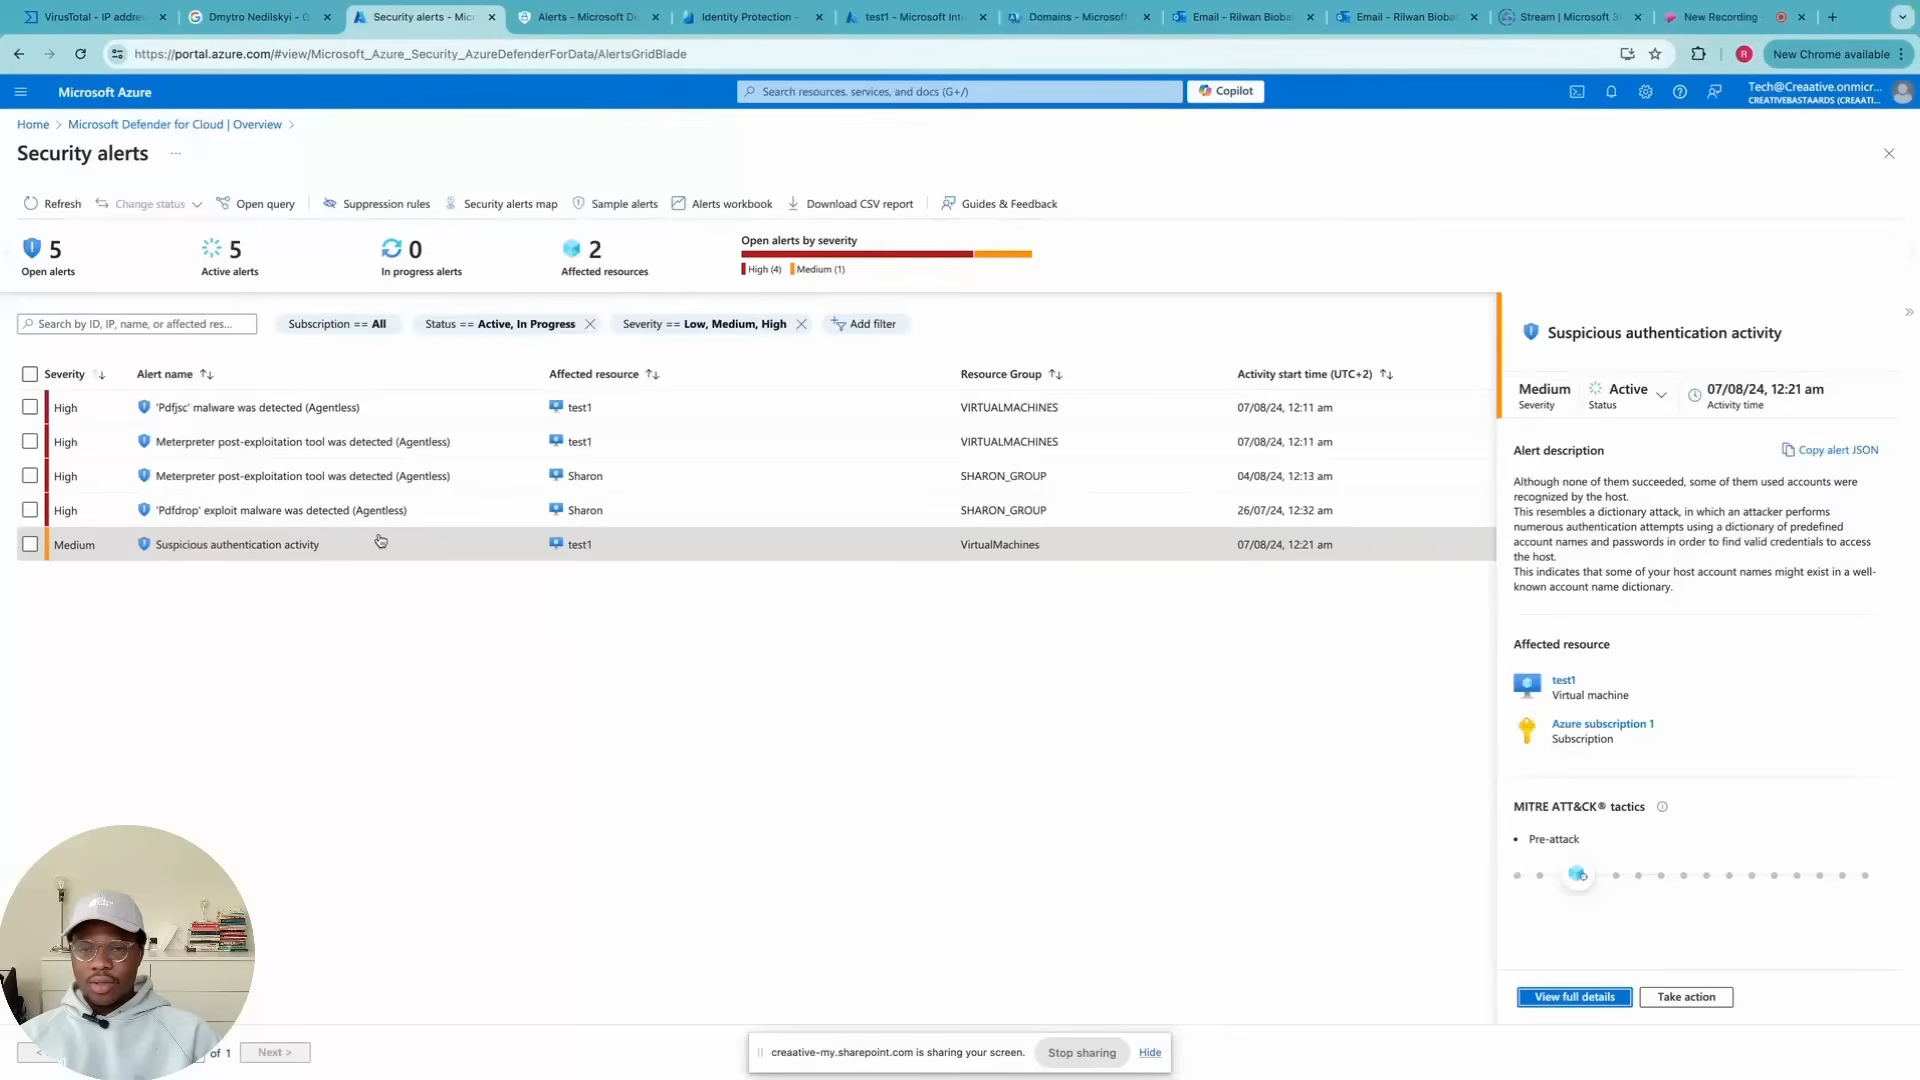 VirusTotal - IP addre
Dmytro Nedilskyi - G
Security alerts - Mic
Alerts - Microsoft De
Identity Protection -
test1 - Microsoft Int
Domains - Microsoft
Email - Rilwan Bioba
Email - Rilwan Bioba
Stream | Microsoft 3
New Recording
https://portal.azure.com/#view/Microsoft_Azure_Security_AzureDefenderForData/AlertsGridBlade
R
New Chrome available
Microsoft Azure
Search resources, services, and docs (G+/)
Copilot
Tech@Creaative.onmicr...
CREATIVEBASTAARDS (CREAATI...
Home > Microsoft Defender for Cloud | Overview >
Security alerts ...
Refresh Change status Open query Suppression rules Security alerts map Sample alerts Alerts workbook Download CSV report Guides & Feedback
5
Open alerts
5
Active alerts
0
In progress alerts
2
Affected resources
Open alerts by severity
High (4) Medium (1)
Search by ID, IP, name, or affected res...
Subscription == All
Status == Active, In Progress
Severity == Low, Medium, High
Add filter
Severity Alert name Affected resource Resource Group Activity start time (UTC+2)
High 'Pdfjsc' malware was detected (Agentless) test1 VIRTUALMACHINES 07/08/24, 12:11 am
High Meterpreter post-exploitation tool was detected (Agentless) test1 VIRTUALMACHINES 07/08/24, 12:11 am
High Meterpreter post-exploitation tool was detected (Agentless) Sharon SHARON_GROUP 04/08/24, 12:13 am
High 'Pdfdrop' exploit malware was detected (Agentless) Sharon SHARON_GROUP 26/07/24, 12:32 am
Medium Suspicious authentication activity test1 VirtualMachines 07/08/24, 12:21 am
Suspicious authentication activity
Medium
Severity
Active
Status
07/08/24, 12:21 am
Activity time
Alert description
Copy alert JSON
Although none of them succeeded, some of them used accounts were
recognized by the host.
This resembles a dictionary attack, in which an attacker performs
numerous authentication attempts using a dictionary of predefined
account names and passwords in order to find valid credentials to access
the host.
This indicates that some of your host account names might exist in a well-
known account name dictionary.
Affected resource
test1
Virtual machine
Azure subscription 1
Subscription
MITRE ATT&CK® tactics
• Pre-attack
View full details
Take action
of 1
Next >
creaative-my.sharepoint.com is sharing your screen.
Stop sharing
Hide